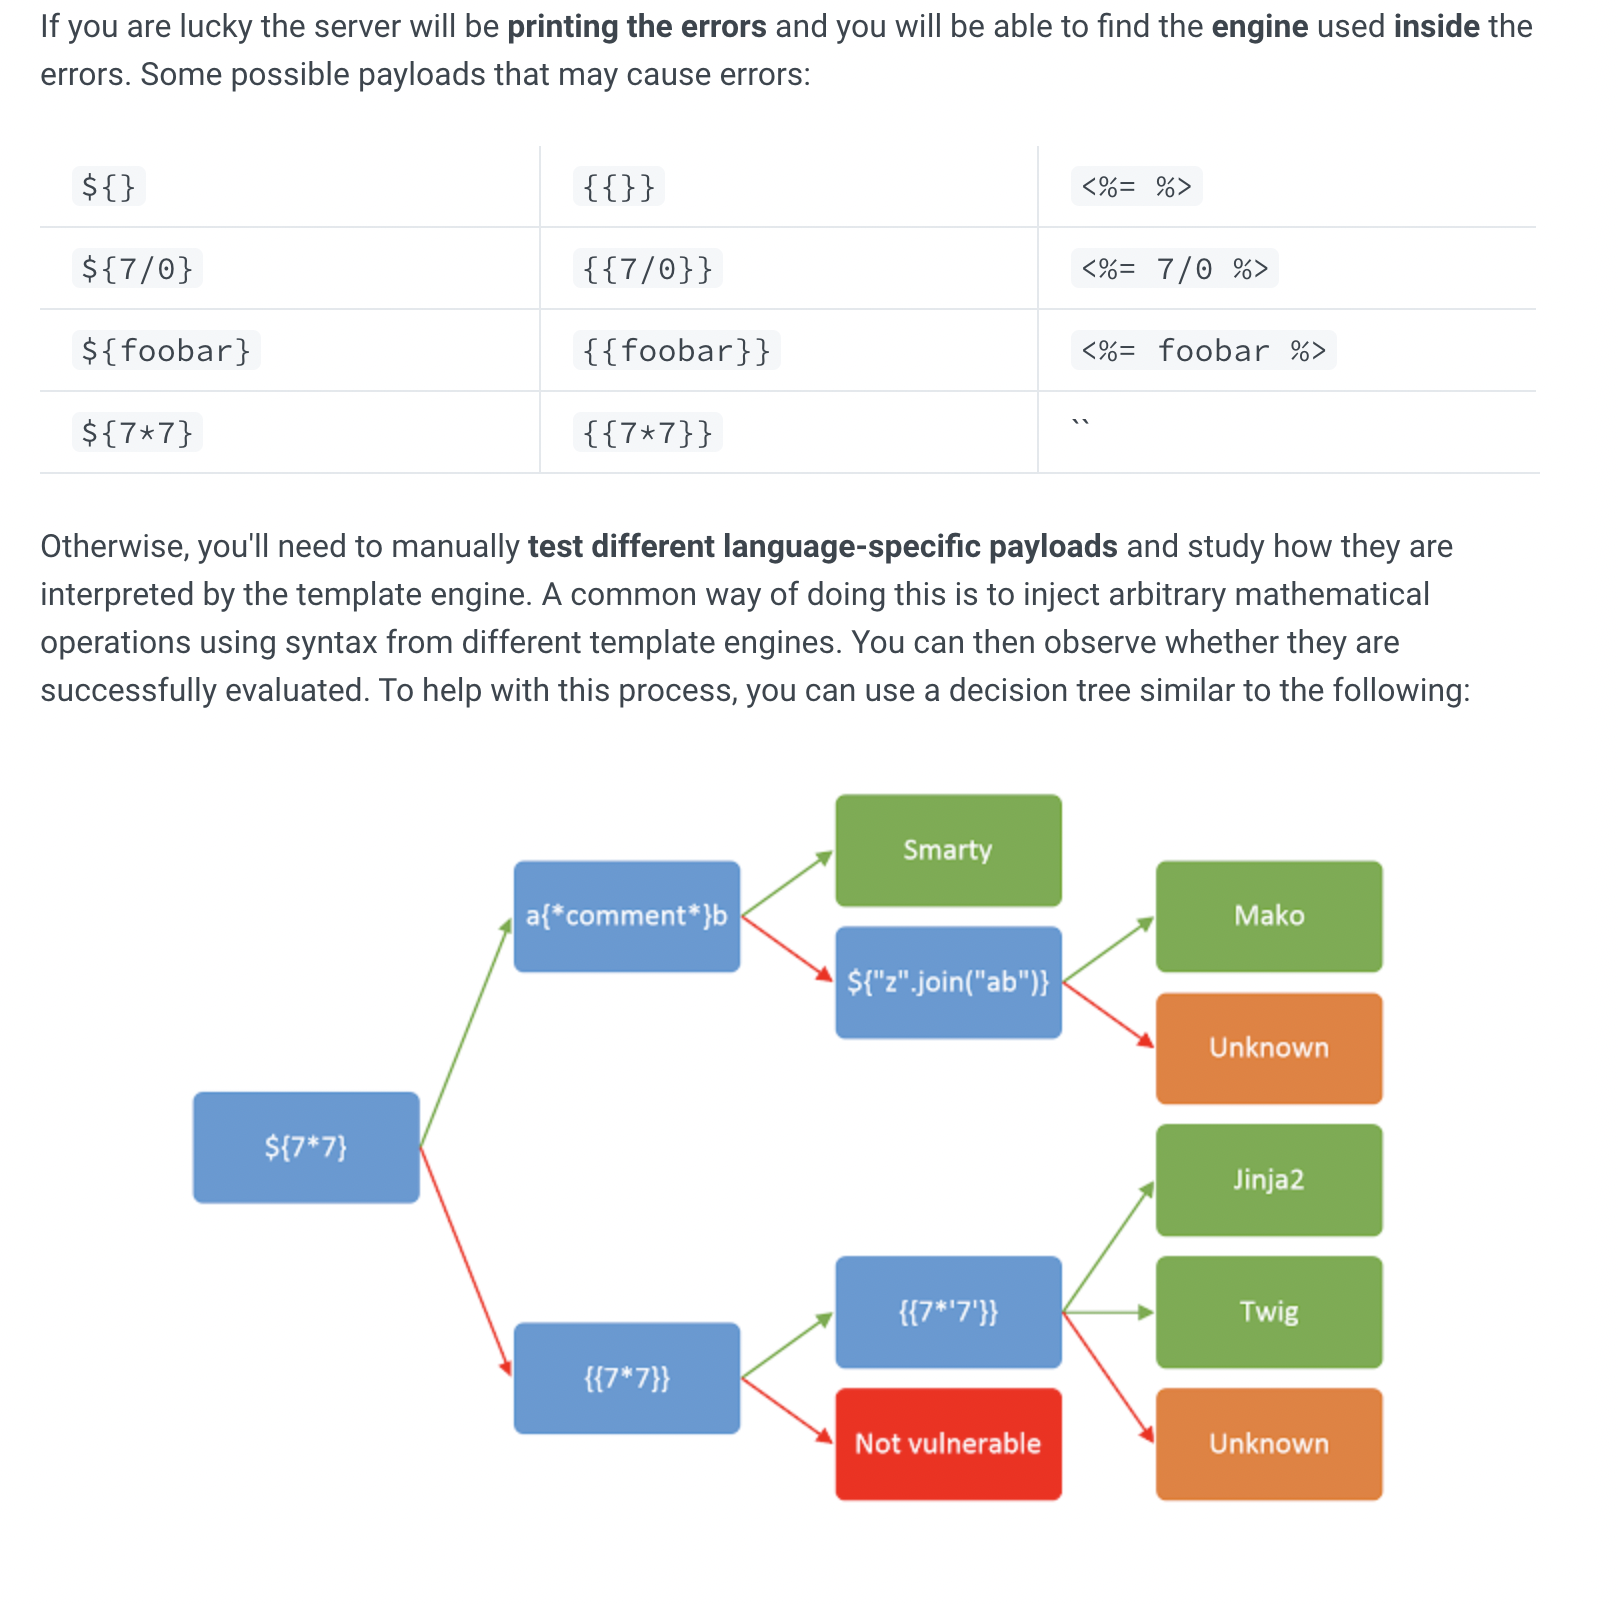 If you are lucky the server will be printing the errors and you will be able to find the engine used inside the
errors. Some possible payloads that may cause errors:
${} {{}} <%= %>
${7/0} {{7/0}} <%= 7/0 %>
${foobar} {{foobar}} <%= foobar %>
${7*7} {{7*7}} ``
Otherwise, you'll need to manually test different language-specific payloads and study how they are
interpreted by the template engine. A common way of doing this is to inject arbitrary mathematical
operations using syntax from different template engines. You can then observe whether they are
successfully evaluated. To help with this process, you can use a decision tree similar to the following:
Smarty
a{*comment*}b
Mako
${"z".join("ab")}
Unknown
${7*7}
Jinja2
{{7*'7'}}
Twig
{{7*7}}
Not vulnerable
Unknown